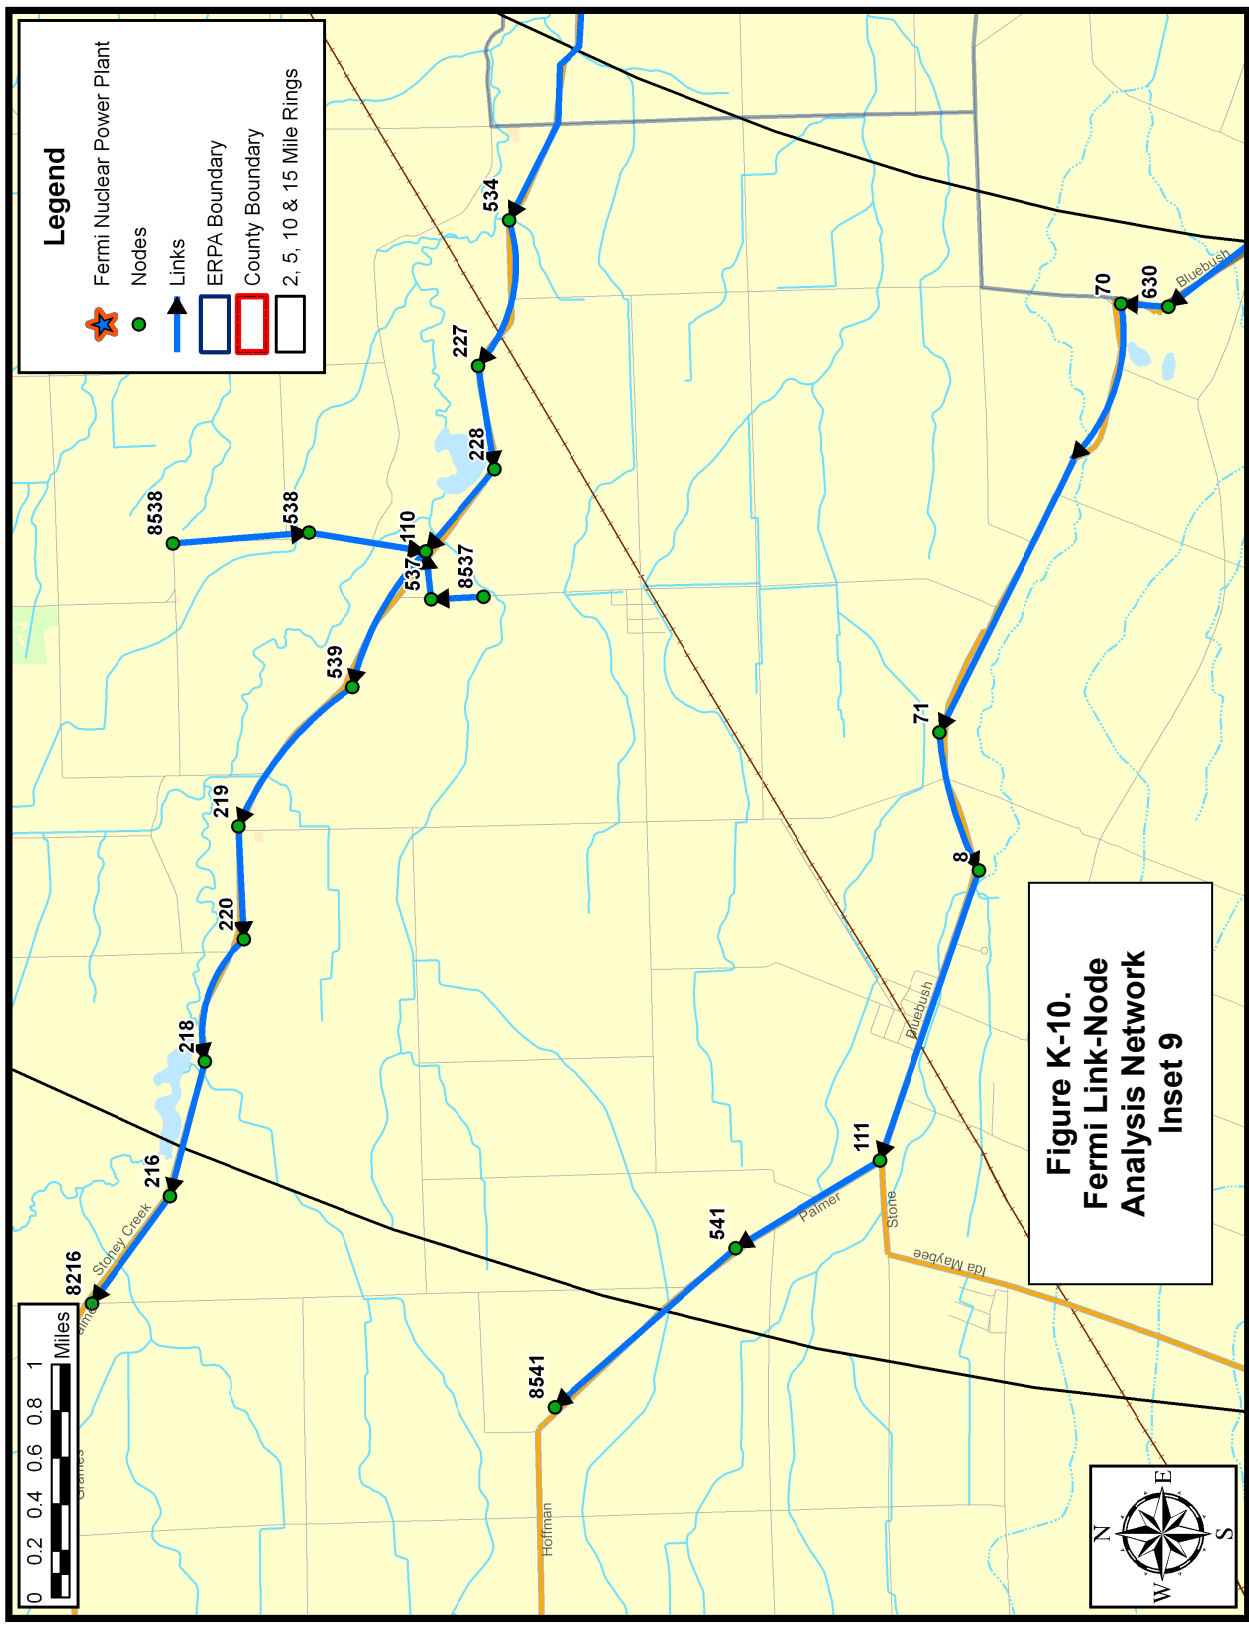 Legend
Fermi Nuclear Power Plant
Nodes
Links
ERPA Boundary
County Boundary
2, 5, 10 & 15 Mile Rings
534
227
228
8538
538
110
537
8537
539
219
220
218
216
Stoney Creek
8216
70
630
Bluebush
71
8
Bluebush
111
Stone
Palmer
541
Ida Maybee
8541
Hoffman
0 0.2 0.4 0.6 0.8 1
Miles
Figure K-10.
Fermi Link-Node
Analysis Network
Inset 9
N
W E
S